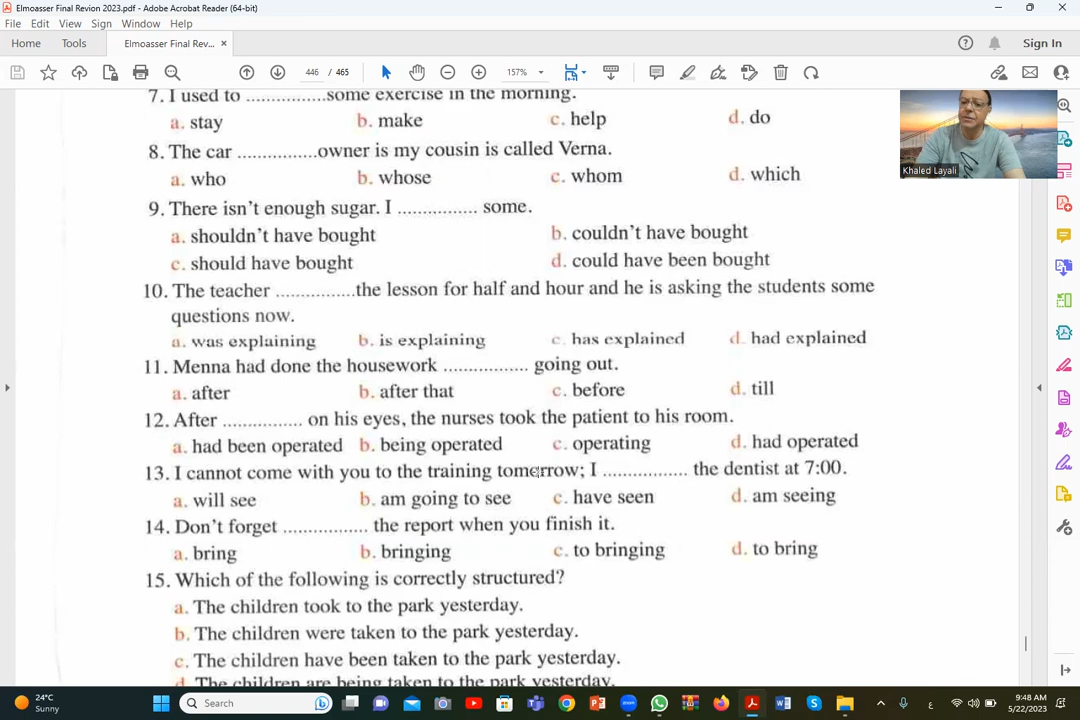 Elmoasser Final Revion 2023.pdf - Adobe Acrobat Reader (64-bit)
File Edit View Sign Window Help
Home Tools Elmoasser Final Rev... × Sign In
446 / 465 157%
7. I used to ................some exercise in the morning.
a. stay b. make c. help d. do
8. The car ................owner is my cousin is called Verna.
a. who b. whose c. whom d. which
9. There isn't enough sugar. I ................ some.
a. shouldn't have bought b. couldn't have bought
c. should have bought d. could have been bought
10. The teacher ................the lesson for half and hour and he is asking the students some
questions now.
a. was explaining b. is explaining c. has explained d. had explained
11. Menna had done the housework ................. going out.
a. after b. after that c. before d. till
12. After ................ on his eyes, the nurses took the patient to his room.
a. had been operated b. being operated c. operating d. had operated
13. I cannot come with you to the training tomorrow; I ................. the dentist at 7:00.
a. will see b. am going to see c. have seen d. am seeing
14. Don't forget ................. the report when you finish it.
a. bring b. bringing c. to bringing d. to bring
15. Which of the following is correctly structured?
a. The children took to the park yesterday.
b. The children were taken to the park yesterday.
c. The children have been taken to the park yesterday.
d. The children are being taken to the park yesterday.
Khaled Layali
24°C
Sunny
Search
ع
9:48 AM
5/22/2023